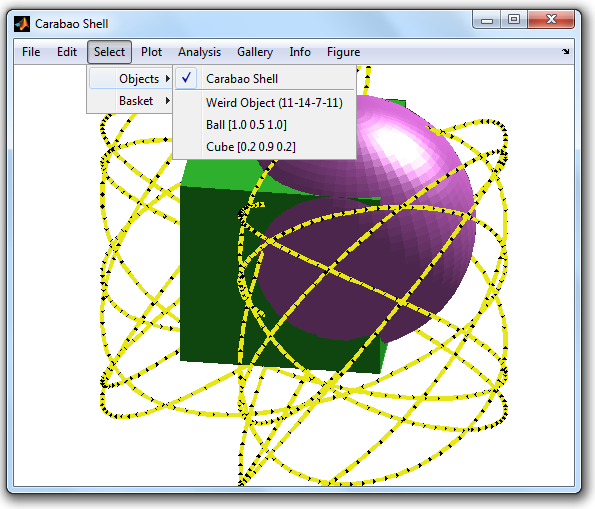 Carabao Shell
File Edit Select Plot Analysis Gallery Info Figure
Objects
Basket
Carabao Shell
Weird Object (11-14-7-11)
Ball [1.0 0.5 1.0]
Cube [0.2 0.9 0.2]